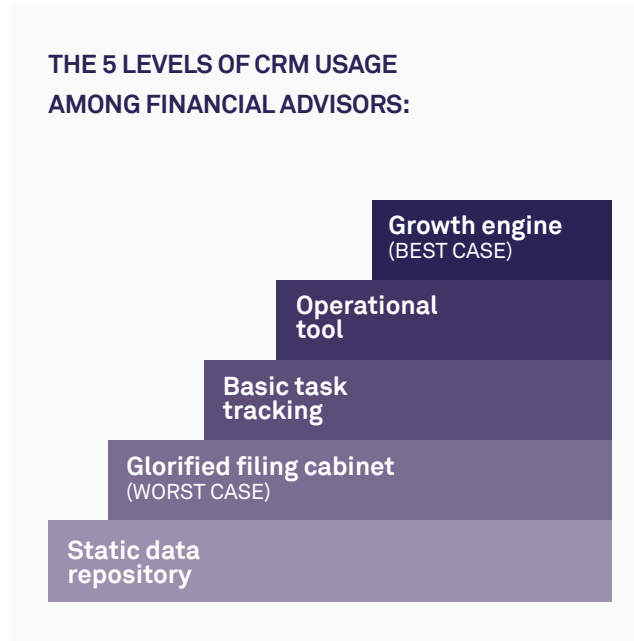 THE 5 LEVELS OF CRM USAGE
AMONG FINANCIAL ADVISORS:
Growth engine
(BEST CASE)
Operational
tool
Basic task
tracking
Glorified filing cabinet
(WORST CASE)
Static data
repository